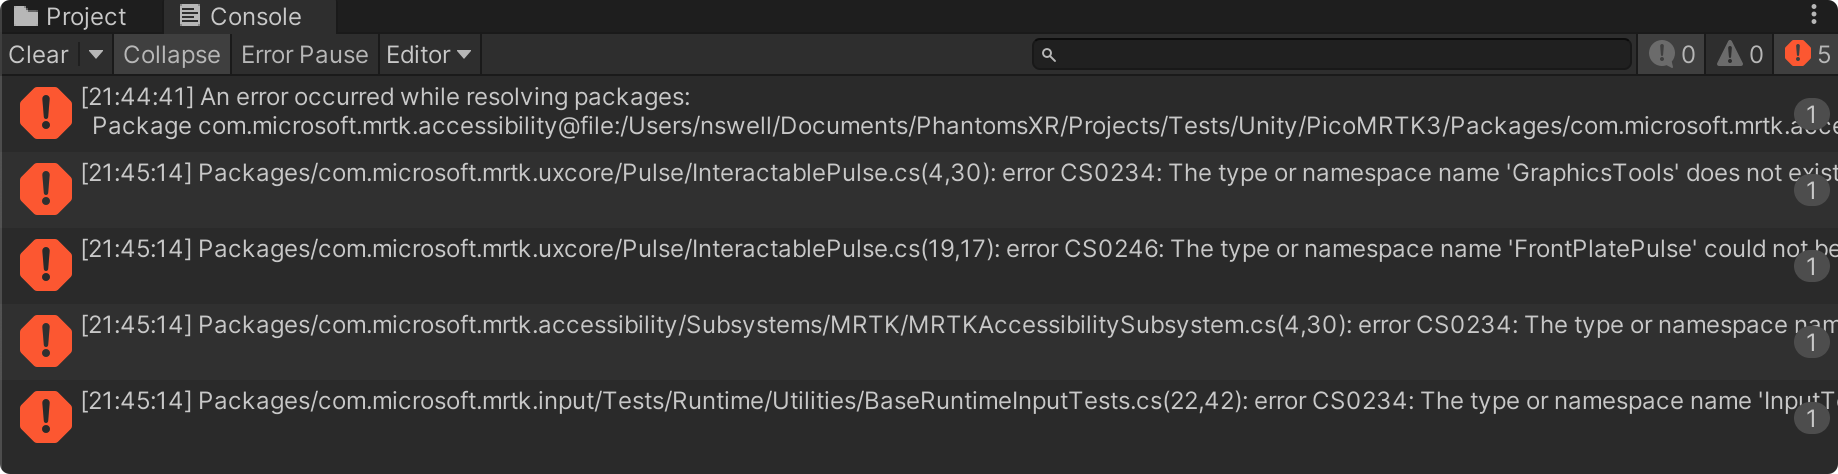 Project Console
Clear Collapse Error Pause Editor 0 0 5
[21:44:41] An error occurred while resolving packages:
Package com.microsoft.mrtk.accessibility@file:/Users/nswell/Documents/PhantomsXR/Projects/Tests/Unity/PicoMRTK3/Packages/com.microsoft.mrtk.acce 1
[21:45:14] Packages/com.microsoft.mrtk.uxcore/Pulse/InteractablePulse.cs(4,30): error CS0234: The type or namespace name 'GraphicsTools' does not exist
1
[21:45:14] Packages/com.microsoft.mrtk.uxcore/Pulse/InteractablePulse.cs(19,17): error CS0246: The type or namespace name 'FrontPlatePulse' could not be
1
[21:45:14] Packages/com.microsoft.mrtk.accessibility/Subsystems/MRTK/MRTKAccessibilitySubsystem.cs(4,30): error CS0234: The type or namespace nam
1
[21:45:14] Packages/com.microsoft.mrtk.input/Tests/Runtime/Utilities/BaseRuntimeInputTests.cs(22,42): error CS0234: The type or namespace name 'InputTe
1